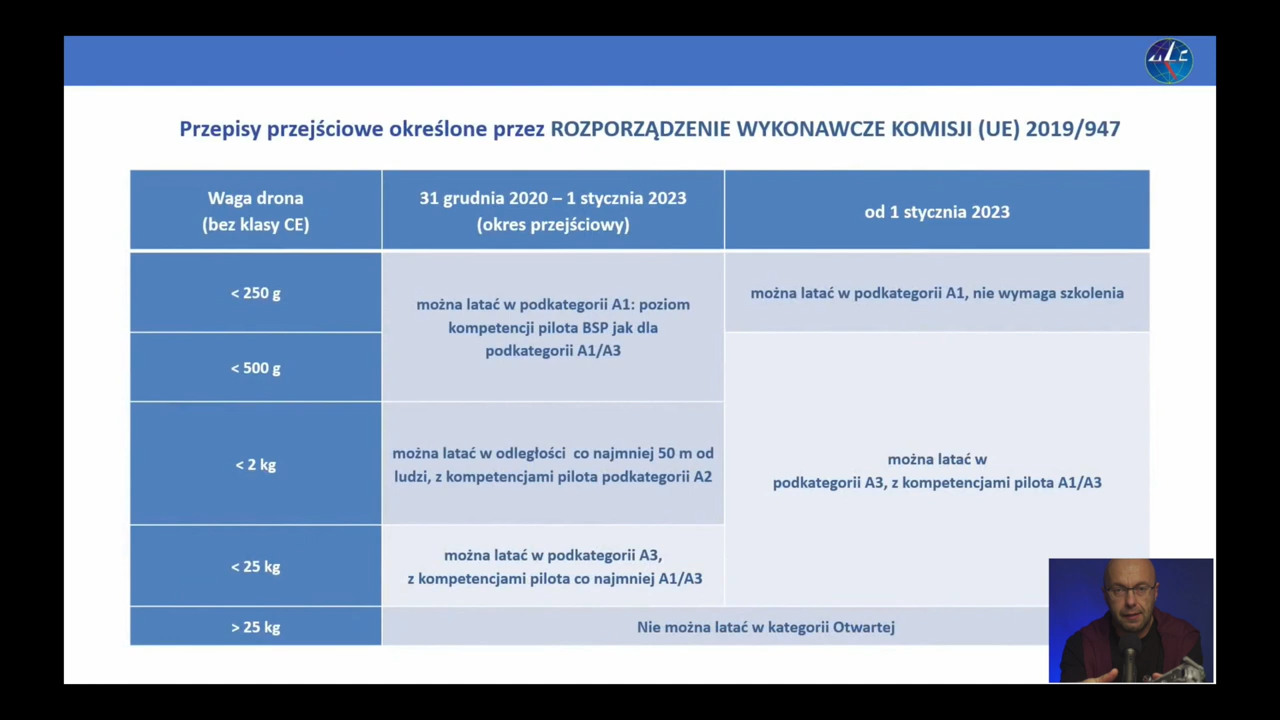 Przepisy przejściowe określone przez ROZPORZĄDZENIE WYKONAWCZE KOMISJI (UE) 2019/947
Waga drona
(bez klasy CE)
31 grudnia 2020 – 1 stycznia 2023
(okres przejściowy)
od 1 stycznia 2023
< 250 g
można latać w podkategorii A1: poziom
kompetencji pilota BSP jak dla
podkategorii A1/A3
można latać w podkategorii A1, nie wymaga szkolenia
< 500 g
< 2 kg
można latać w odległości  co najmniej 50 m od
ludzi, z kompetencjami pilota podkategorii A2
można latać w
podkategorii A3, z kompetencjami pilota A1/A3
< 25 kg
można latać w podkategorii A3,
z kompetencjami pilota co najmniej A1/A3
> 25 kg
Nie można latać w kategorii Otwartej